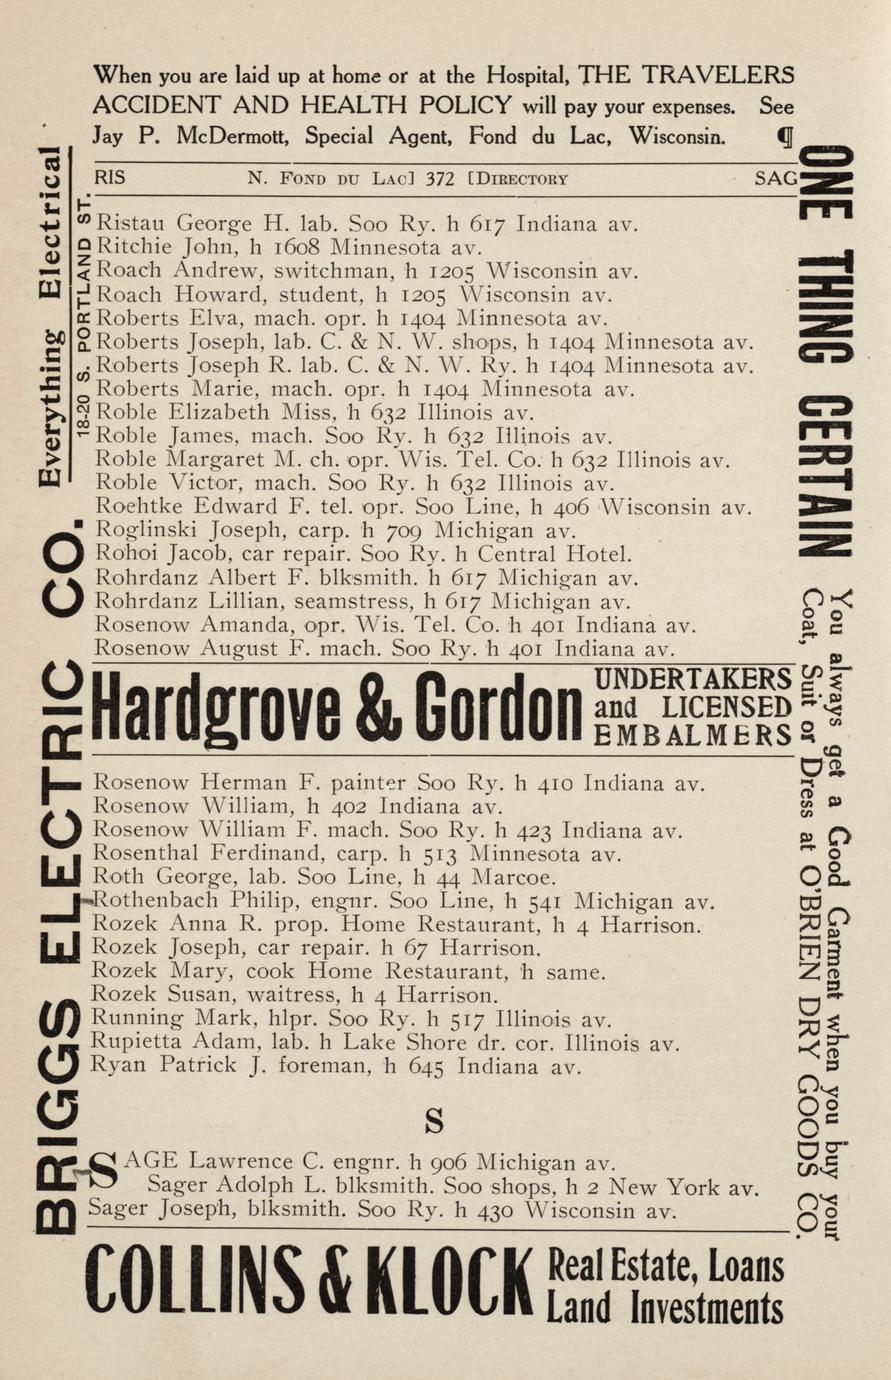 When you are laid up at home or at the Hospital, THE TRAVELERS
ACCIDENT AND HEALTH POLICY will pay your expenses. See
Jay P. McDermott, Special Agent, Fond du Lac, Wisconsin. ¶
RIS N. FOND DU LAC] 372 [DIRECTORY SAG
Ristau George H. lab. Soo Ry. h 617 Indiana av.
Ritchie John, h 1608 Minnesota av.
Roach Andrew, switchman, h 1205 Wisconsin av.
Roach Howard, student, h 1205 Wisconsin av.
Roberts Elva, mach. opr. h 1404 Minnesota av.
Roberts Joseph, lab. C. & N. W. shops, h 1404 Minnesota av.
Roberts Joseph R. lab. C. & N. W. Ry. h 1404 Minnesota av.
Roberts Marie, mach. opr. h 1404 Minnesota av.
Roble Elizabeth Miss, h 632 Illinois av.
Roble James, mach. Soo Ry. h 632 Illinois av.
Roble Margaret M. ch. opr. Wis. Tel. Co. h 632 Illinois av.
Roble Victor, mach. Soo Ry. h 632 Illinois av.
Roehtke Edward F. tel. opr. Soo Line, h 406 Wisconsin av.
Roglinski Joseph, carp. h 709 Michigan av.
Rohoi Jacob, car repair. Soo Ry. h Central Hotel.
Rohrdanz Albert F. blksmith. h 617 Michigan av.
Rohrdanz Lillian, seamstress, h 617 Michigan av.
Rosenow Amanda, opr. Wis. Tel. Co. h 401 Indiana av.
Rosenow August F. mach. Soo Ry. h 401 Indiana av.
Hardgrove & Gordon
UNDERTAKERS
and LICENSED
EMBALMERS
Rosenow Herman F. painter Soo Ry. h 410 Indiana av.
Rosenow William, h 402 Indiana av.
Rosenow William F. mach. Soo Ry. h 423 Indiana av.
Rosenthal Ferdinand, carp. h 513 Minnesota av.
Roth George, lab. Soo Line, h 44 Marcoe.
Rothenbach Philip, engnr. Soo Line, h 541 Michigan av.
Rozek Anna R. prop. Home Restaurant, h 4 Harrison.
Rozek Joseph, car repair. h 67 Harrison.
Rozek Mary, cook Home Restaurant, h same.
Rozek Susan, waitress, h 4 Harrison.
Running Mark, hlpr. Soo Ry. h 517 Illinois av.
Rupietta Adam, lab. h Lake Shore dr. cor. Illinois av.
Ryan Patrick J. foreman, h 645 Indiana av.
S
SAGE Lawrence C. engnr. h 906 Michigan av.
Sager Adolph L. blksmith. Soo shops, h 2 New York av.
Sager Joseph, blksmith. Soo Ry. h 430 Wisconsin av.
COLLINS & KLOCK
Real Estate, Loans
Land Investments
BRIGGS ELECTRIC CO.
Everything Electrical
18-20 S. PORTLAND ST.
ONE THING CERTAIN
You always get a Good Garment when you buy your
Coat, Suit or Dress at O'BRIEN DRY GOODS CO.